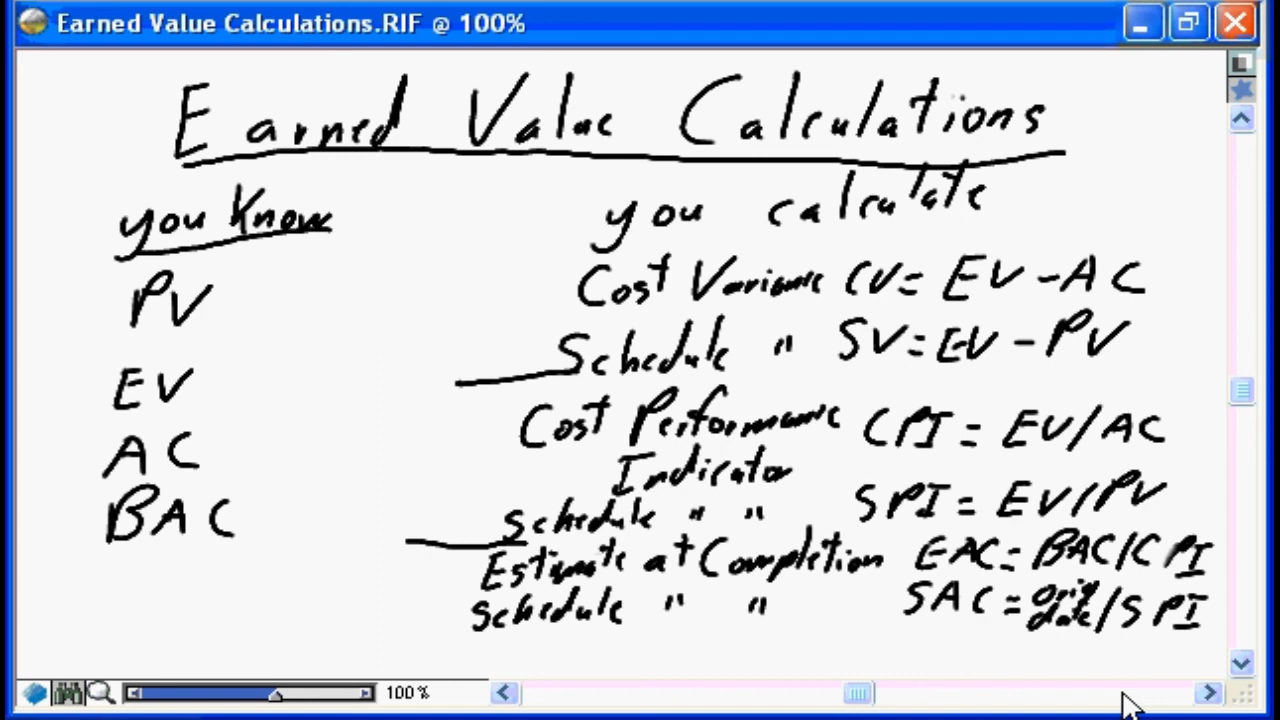 Earned Value Calculations.RIF @ 100%
Earned Value Calculations
you know
PV
EV
AC
BAC
you calculate
Cost Variance CV= EV - AC
Schedule " SV= EV - PV
Cost Performance CPI = EV/AC
Indicator
Schedule " " SPI = EV/PV
Estimate at Completion EAC= BAC/CPI
Schedule " " SAC = orig date/SPI
100%